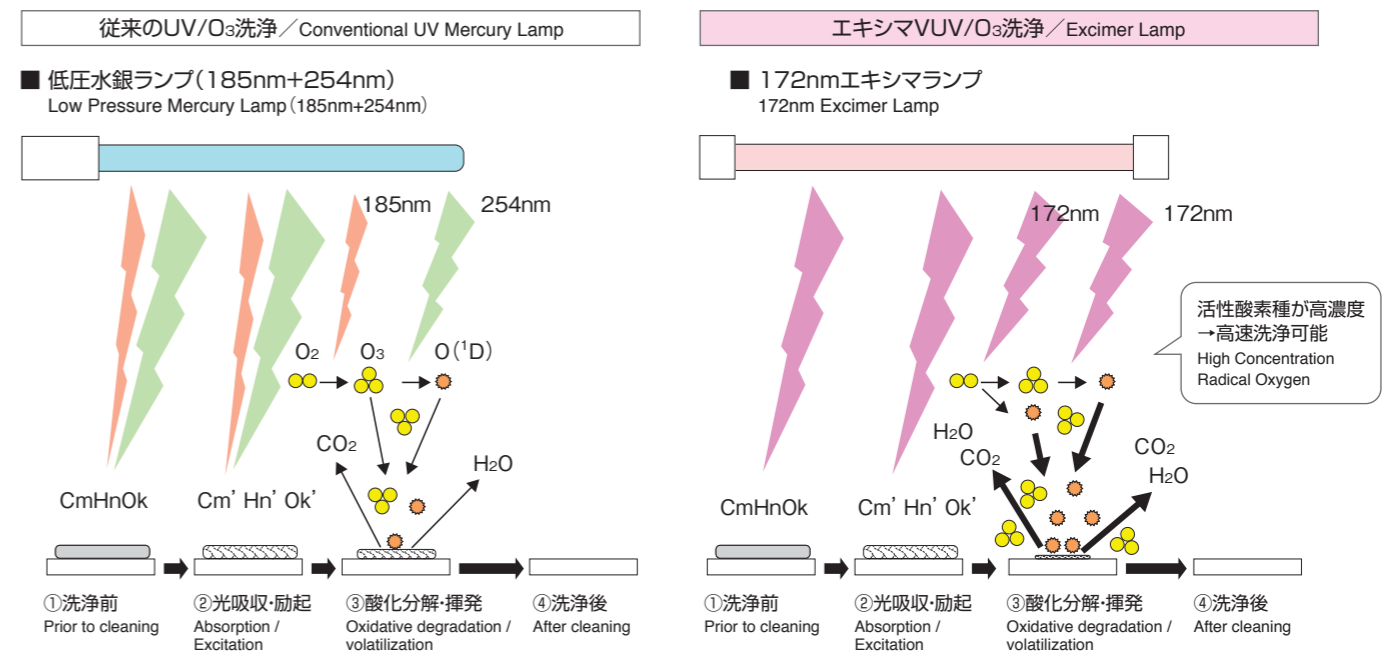 従来のUV/O₃洗浄／Conventional UV Mercury Lamp
■ 低圧水銀ランプ（185nm+254nm）
Low Pressure Mercury Lamp（185nm+254nm）
185nm
254nm
O₂
O₃
O（¹D）
CO₂
H₂O
CmHnOk
Cm’ Hn’ Ok’
①洗浄前
Prior to cleaning
②光吸収・励起
Absorption /
Excitation
③酸化分解・揮発
Oxidative degradation /
volatilization
④洗浄後
After cleaning
エキシマVUV/O₃洗浄／Excimer Lamp
■ 172nmエキシマランプ
172nm Excimer Lamp
172nm
172nm
活性酸素種が高濃度
→高速洗浄可能
High Concentration
Radical Oxygen
H₂O
CO₂
CO₂
H₂O
CmHnOk
Cm’ Hn’ Ok’
①洗浄前
Prior to cleaning
②光吸収・励起
Absorption /
Excitation
③酸化分解・揮発
Oxidative degradation /
volatilization
④洗浄後
After cleaning